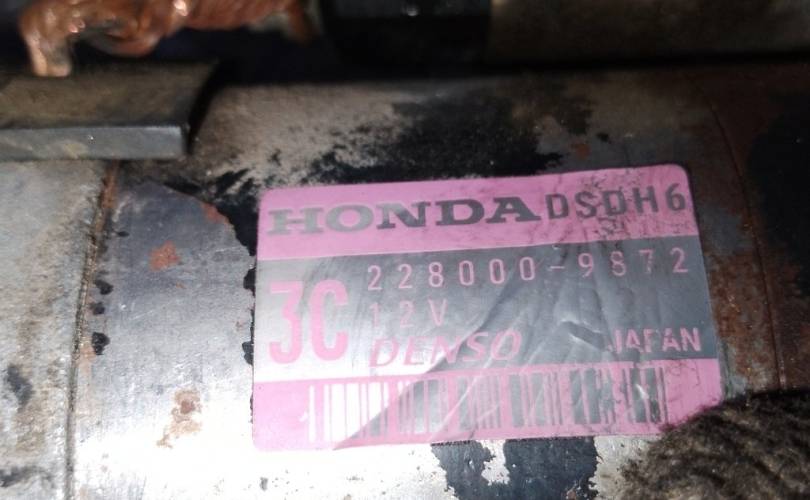 HONDA DSDH6
3C
228000-9872
12V
DENSO JAPAN